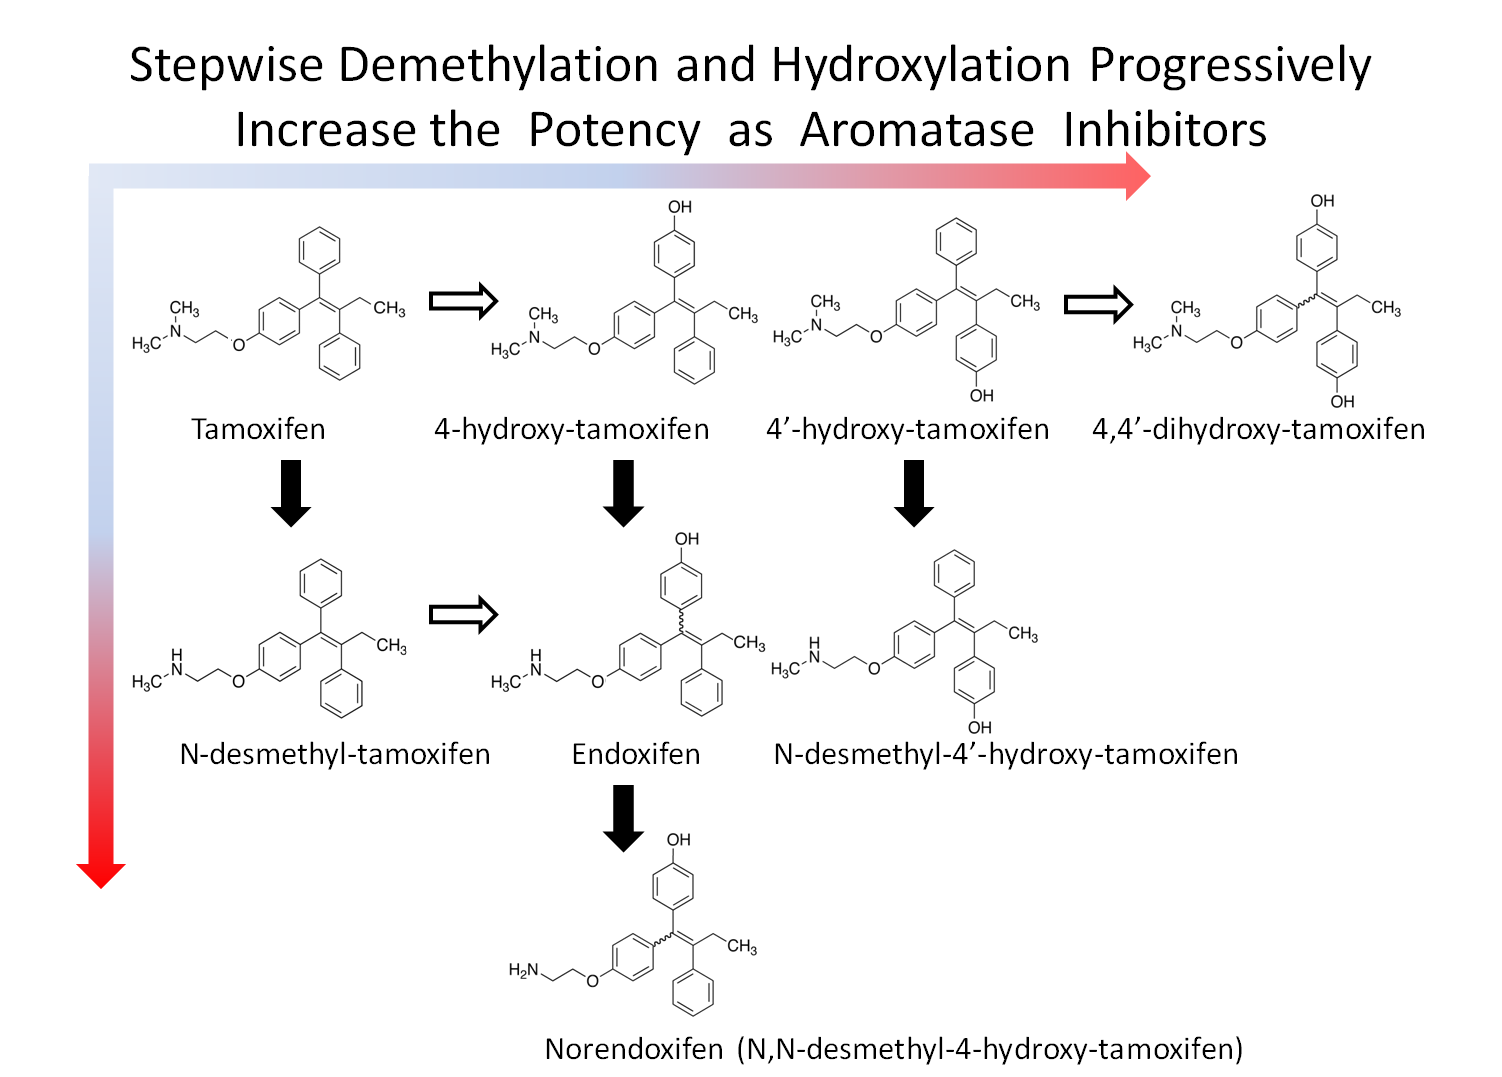 Stepwise Demethylation and Hydroxylation Progressively
Increase the Potency as Aromatase Inhibitors
CH₃
H₃C
N
O
CH₃
OH
CH₃
H₃C
N
O
CH₃
CH₃
H₃C
N
O
CH₃
OH
OH
CH₃
H₃C
N
O
CH₃
OH
Tamoxifen
4-hydroxy-tamoxifen
4’-hydroxy-tamoxifen
4,4’-dihydroxy-tamoxifen
H
N
H₃C
O
CH₃
OH
H
N
H₃C
O
CH₃
H
N
H₃C
O
CH₃
OH
N-desmethyl-tamoxifen
Endoxifen
N-desmethyl-4’-hydroxy-tamoxifen
OH
H₂N
O
CH₃
Norendoxifen (N,N-desmethyl-4-hydroxy-tamoxifen)